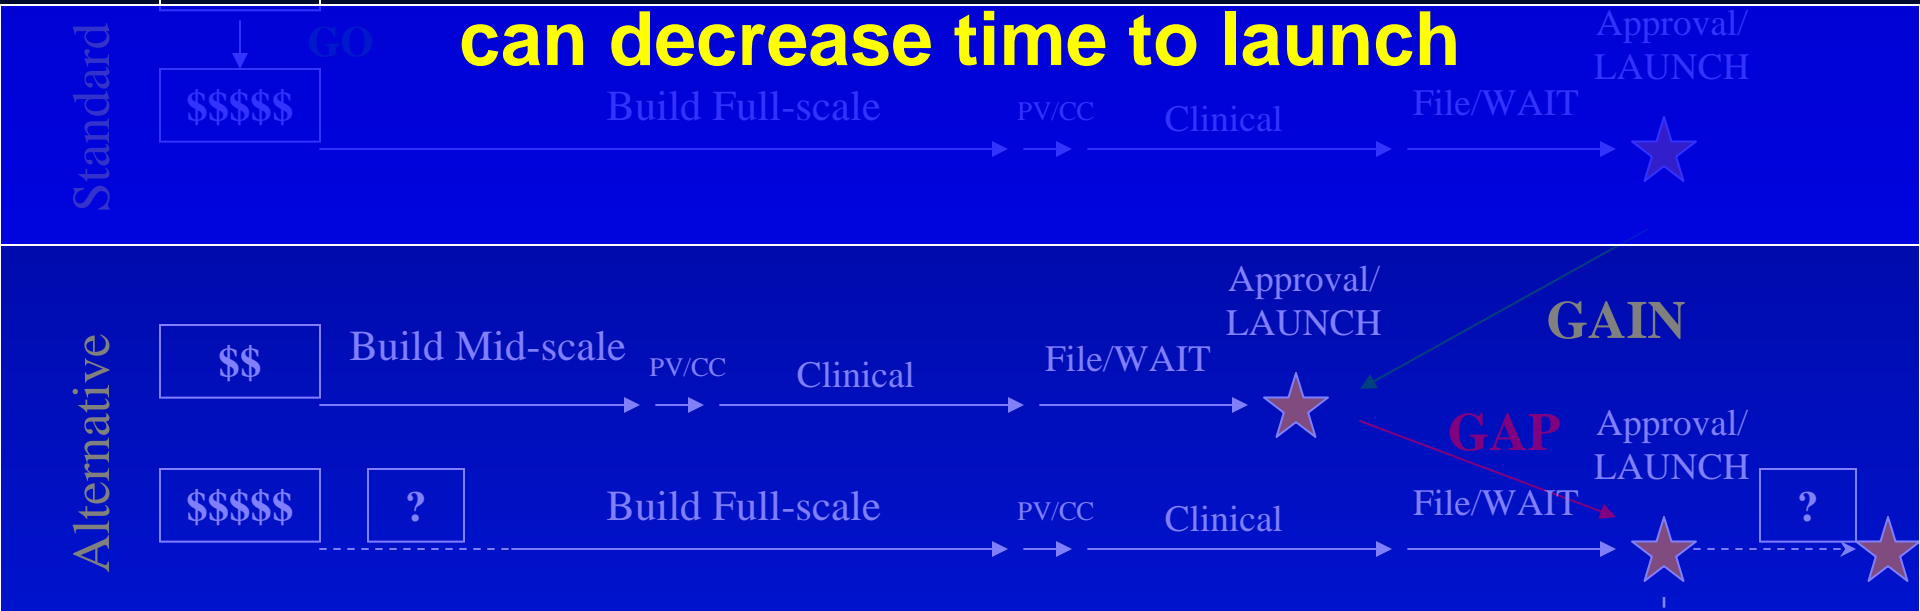 can decrease time to launch
GO
Standard
$$$$$
Build Full-scale
PV/CC
Clinical
File/WAIT
Approval/
LAUNCH
Alternative
$$
Build Mid-scale
PV/CC
Clinical
File/WAIT
Approval/
LAUNCH
GAIN
GAP
$$$$$
?
Build Full-scale
PV/CC
Clinical
File/WAIT
Approval/
LAUNCH
?